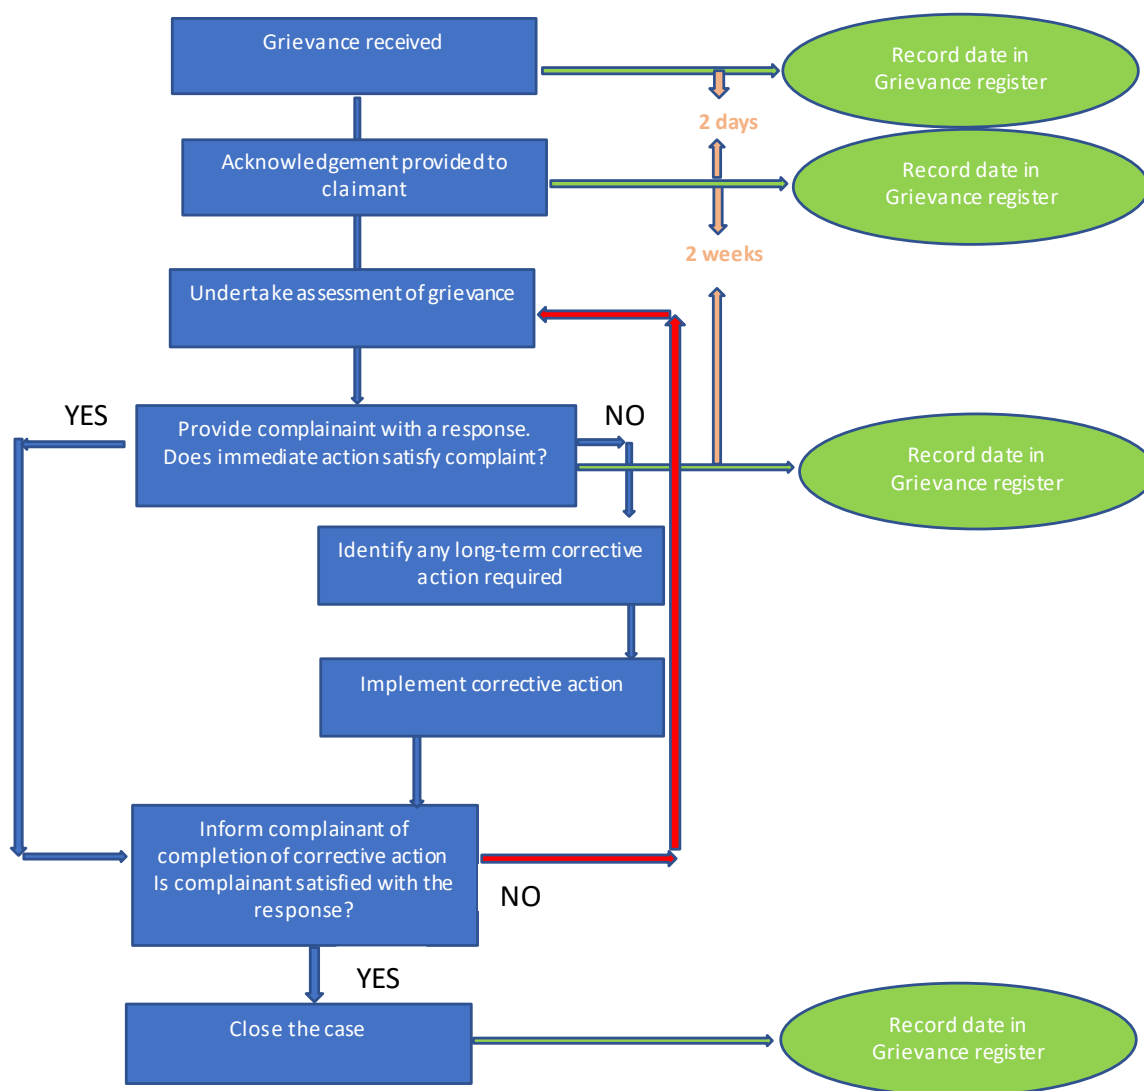 Grievance received
Record date in
Grievance register
2 days
Acknowledgement provided to
claimant
Record date in
Grievance register
2 weeks
Undertake assessment of grievance
YES
NO
Provide complainaint with a response.
Does immediate action satisfy complaint?
Record date in
Grievance register
Identify any long-term corrective
action required
Implement corrective action
Inform complainant of
completion of corrective action
Is complainant satisfied with the
response?
NO
YES
Close the case
Record date in
Grievance register